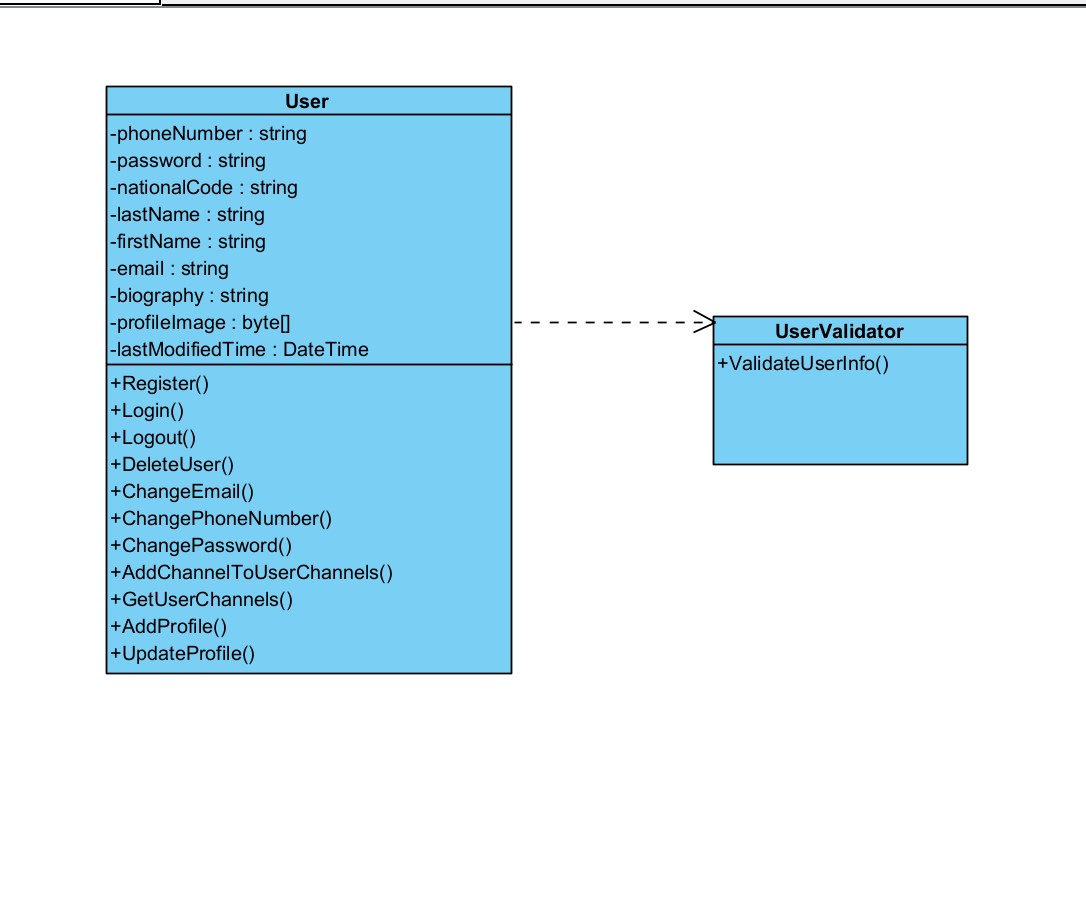 User
-phoneNumber : string
-password : string
-nationalCode : string
-lastName : string
-firstName : string
-email : string
-biography : string
-profileImage : byte[]
-lastModifiedTime : DateTime
+Register()
+Login()
+Logout()
+DeleteUser()
+ChangeEmail()
+ChangePhoneNumber()
+ChangePassword()
+AddChannelToUserChannels()
+GetUserChannels()
+AddProfile()
+UpdateProfile()
UserValidator
+ValidateUserInfo()